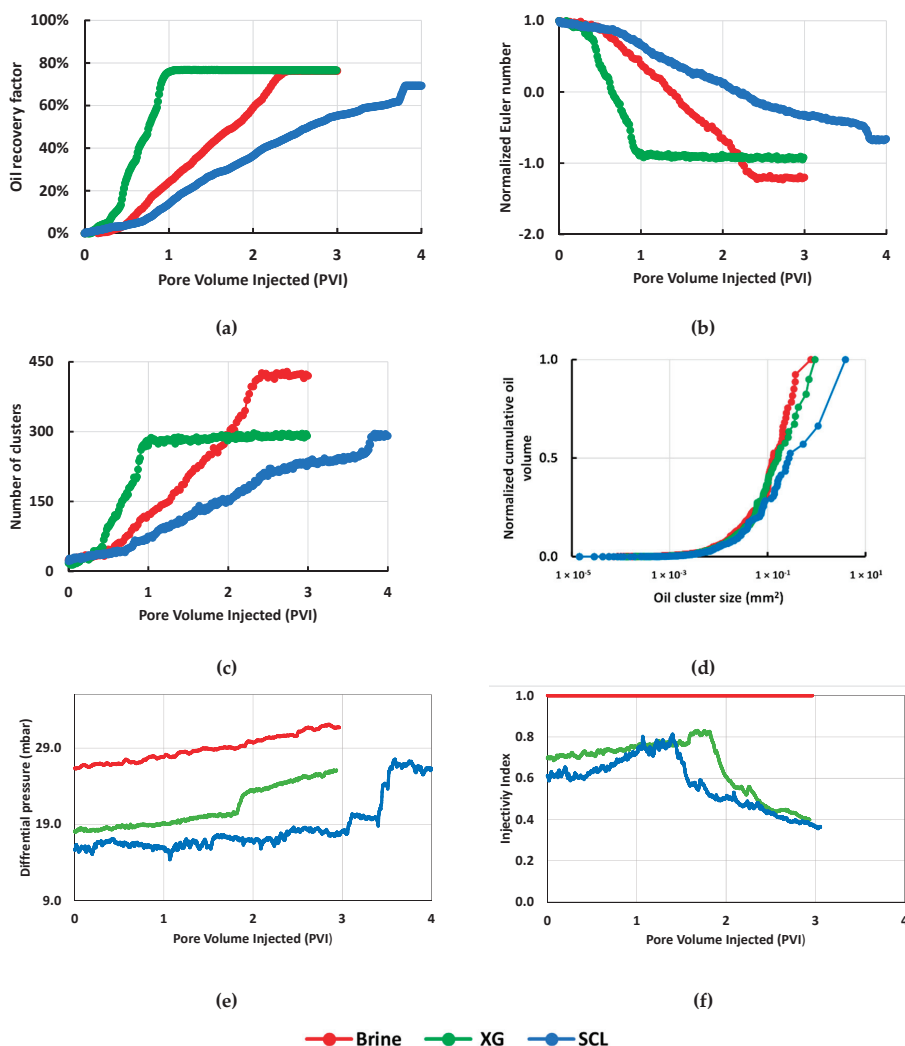 100%
80%
60%
40%
20%
0%
Oil recovery factor
0 1 2 3 4
Pore Volume Injected (PVI)
(a)
1.0
0.0
-1.0
-2.0
Normalized Euler number
0 1 2 3 4
Pore Volume Injected (PVI)
(b)
450
300
150
0
Number of clusters
0 1 2 3 4
Pore Volume Injected (PVI)
(c)
1.0
0.5
0.0
Normalized cumulative oil
volume
1 × 10⁻⁵ 1 × 10⁻³ 1 × 10⁻¹ 1 × 10¹
Oil cluster size (mm²)
(d)
29.0
19.0
9.0
Diffrential pressure (mbar)
0 1 2 3 4
Pore Volume Injected (PVI)
(e)
1.0
0.8
0.6
0.4
0.2
0.0
Injectiviy Index
0 1 2 3 4
Pore Volume Injected (PVI)
(f)
Brine XG SCL